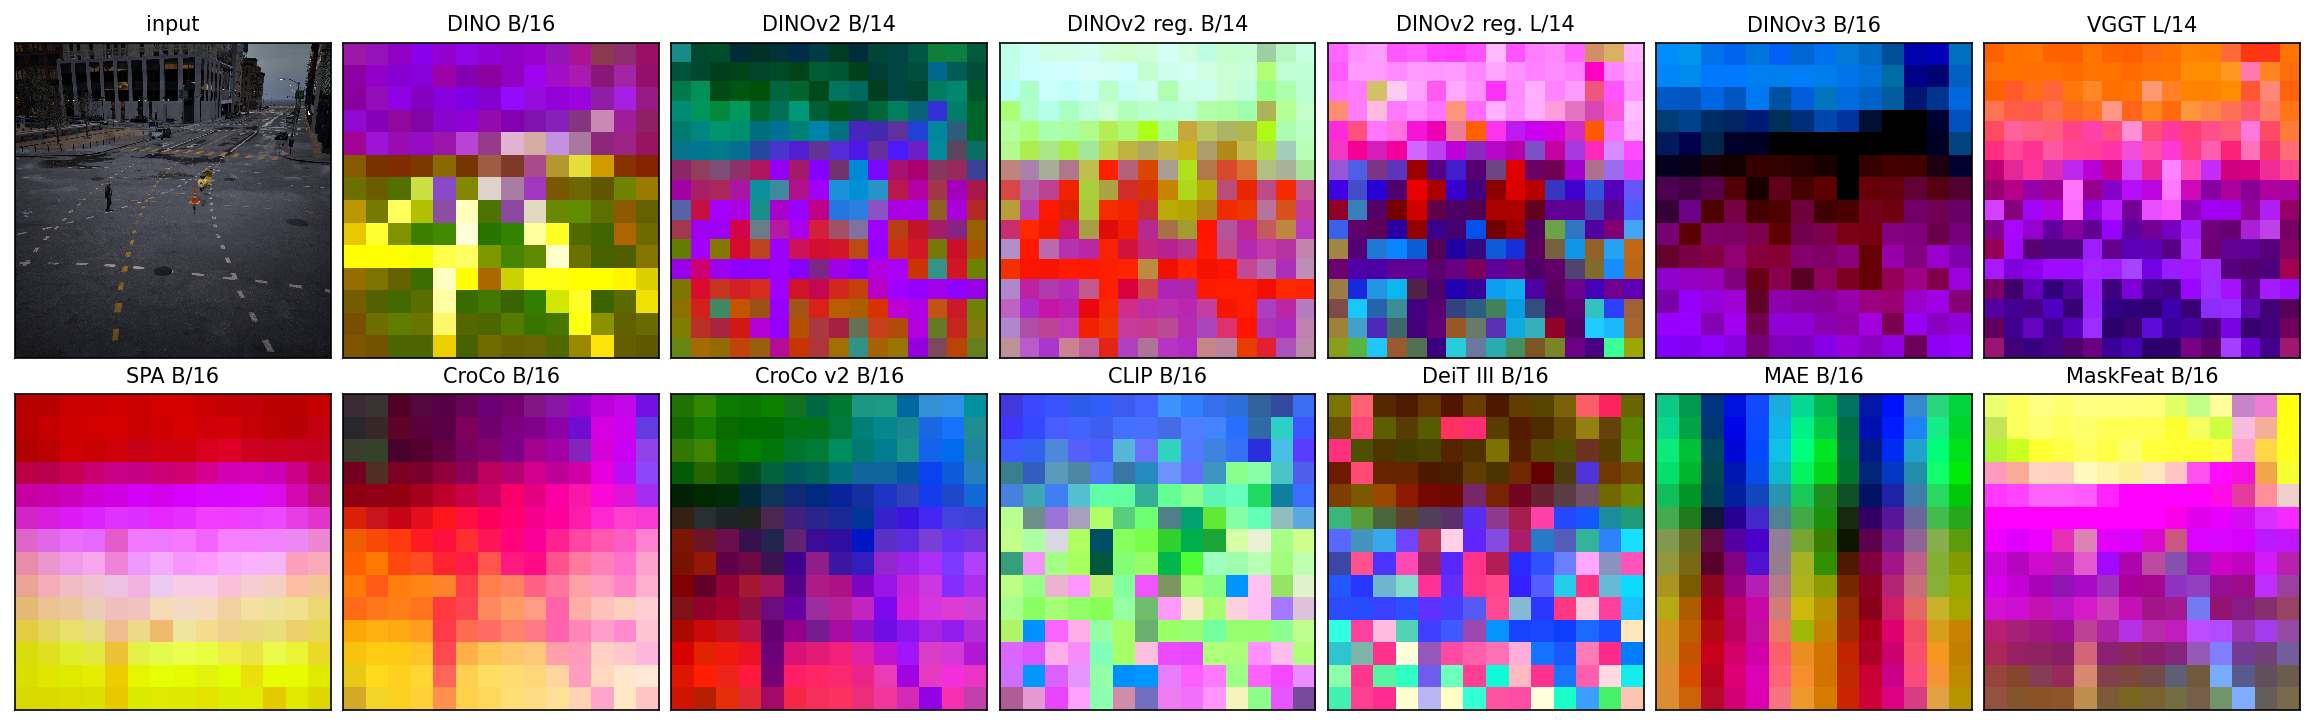 input
DINO B/16
DINOv2 B/14
DINOv2 reg. B/14
DINOv2 reg. L/14
DINOv3 B/16
VGGT L/14
SPA B/16
CroCo B/16
CroCo v2 B/16
CLIP B/16
DeiT III B/16
MAE B/16
MaskFeat B/16